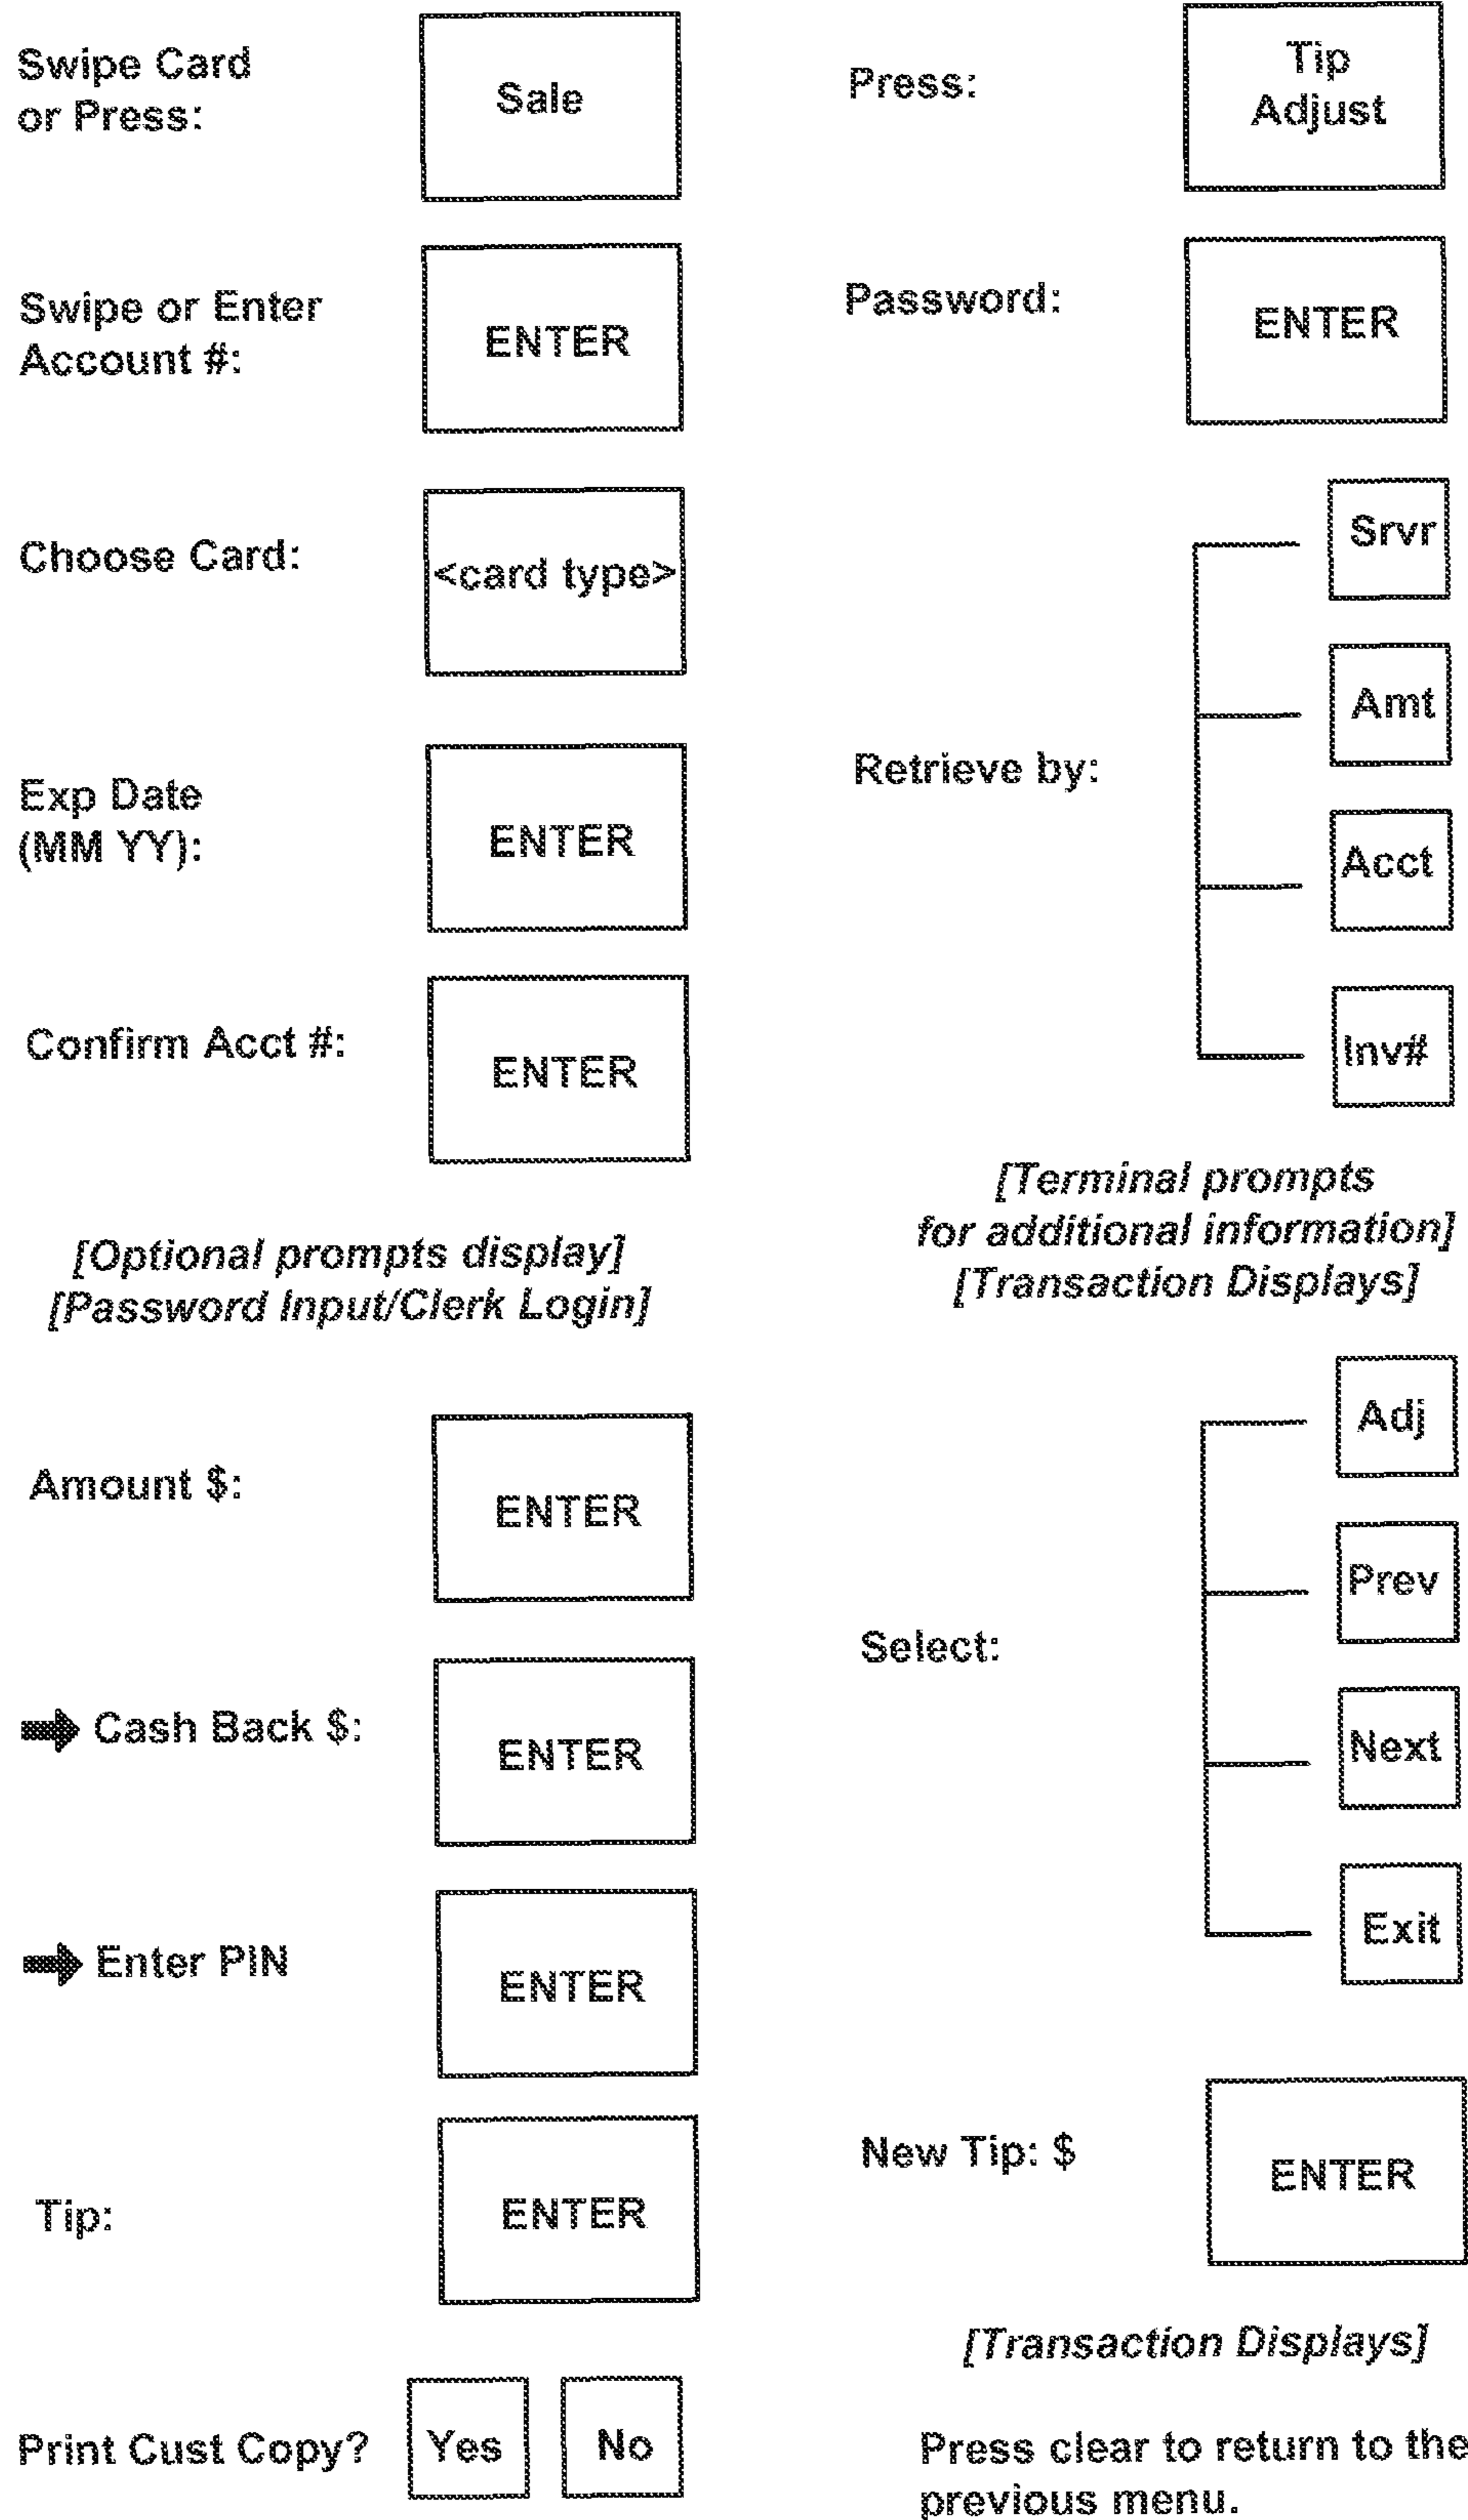 Swipe Card
or Press:
Sale
Swipe or Enter
Account #:
ENTER
Choose Card:
<card type>
Exp Date
(MM YY):
ENTER
Confirm Acct #:
ENTER
[Optional prompts display]
[Password Input/Clerk Login]
Amount $:
ENTER
Cash Back $:
ENTER
Enter PIN
ENTER
Tip:
ENTER
Print Cust Copy?
Yes
No
Press:
Tip
Adjust
Password:
ENTER
Retrieve by:
Srvr
Amt
Acct
Inv#
[Terminal prompts
for additional information]
[Transaction Displays]
Select:
Adj
Prev
Next
Exit
New Tip: $
ENTER
[Transaction Displays]
Press clear to return to the
previous menu.